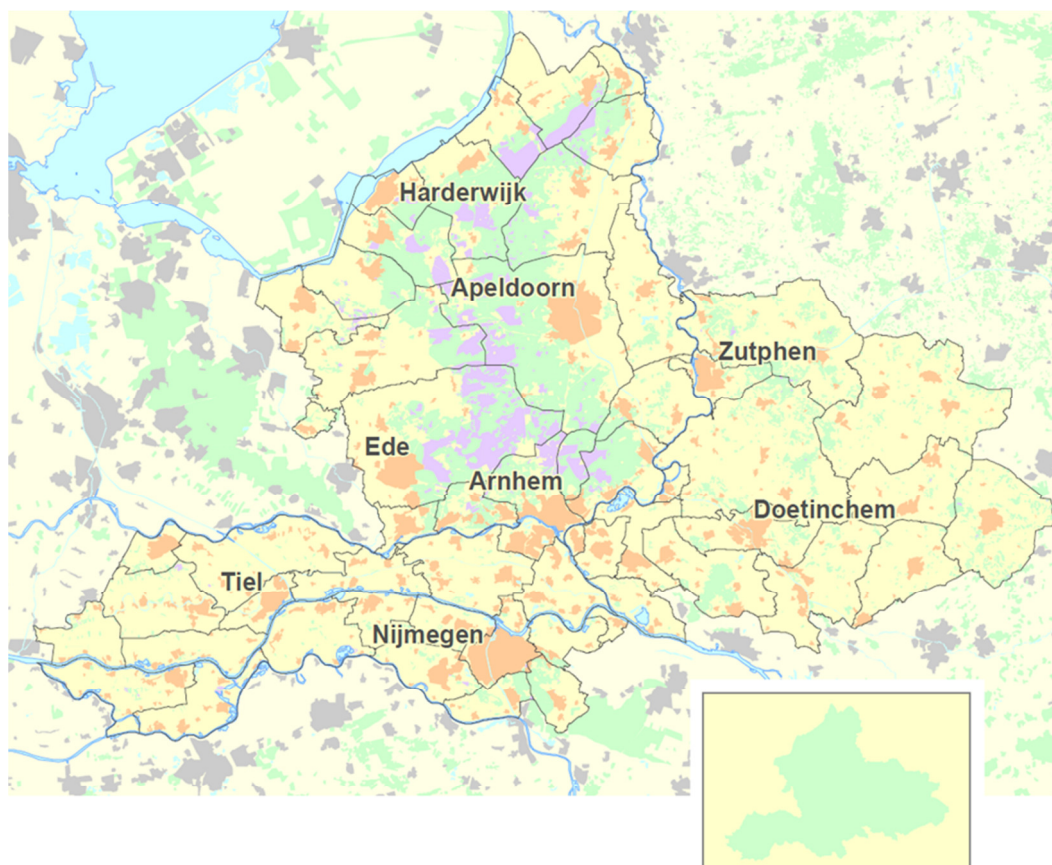 Harderwijk
Apeldoorn
Zutphen
Ede
Arnhem
Doetinchem
Tiel
Nijmegen